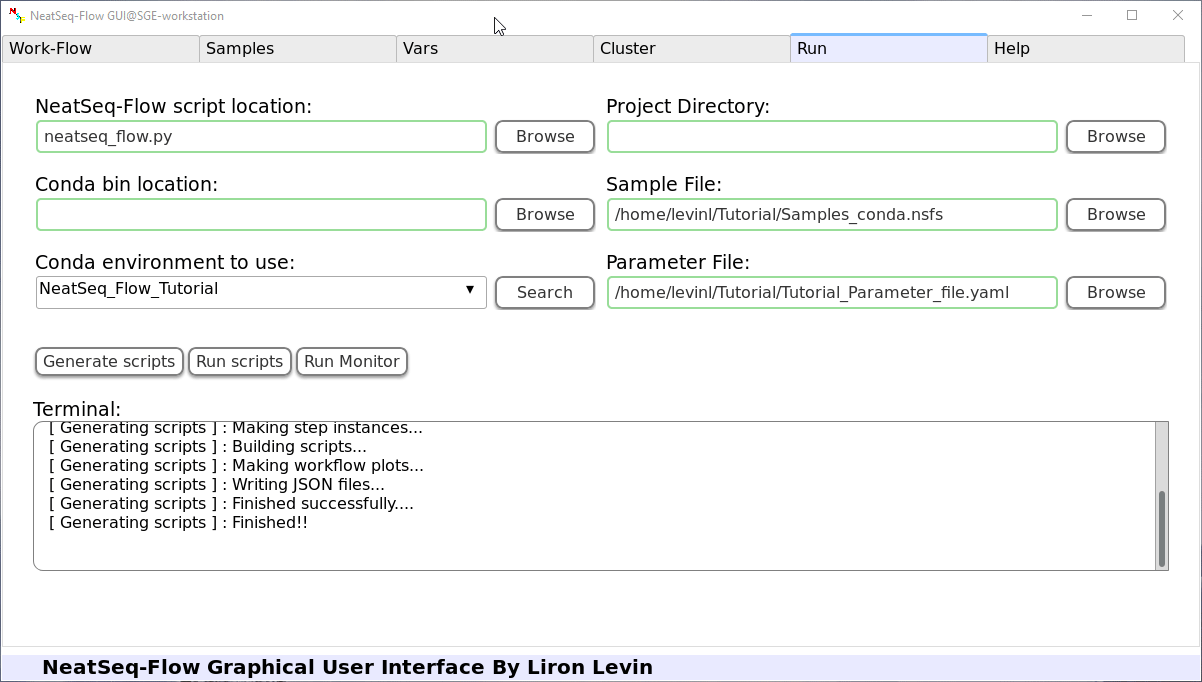 NeatSeq-Flow GUI@SGE-workstation
Work-Flow Samples Vars Cluster Run Help
NeatSeq-Flow script location: Project Directory:
neatseq_flow.py Browse Browse
Conda bin location: Sample File:
Browse /home/levinl/Tutorial/Samples_conda.nsfs Browse
Conda environment to use: Parameter File:
NeatSeq_Flow_Tutorial ▼ Search /home/levinl/Tutorial/Tutorial_Parameter_file.yaml Browse
Generate scripts Run scripts Run Monitor
Terminal:
[ Generating scripts ] : Making step instances...
[ Generating scripts ] : Building scripts...
[ Generating scripts ] : Making workflow plots...
[ Generating scripts ] : Writing JSON files...
[ Generating scripts ] : Finished successfully....
[ Generating scripts ] : Finished!!
NeatSeq-Flow Graphical User Interface By Liron Levin